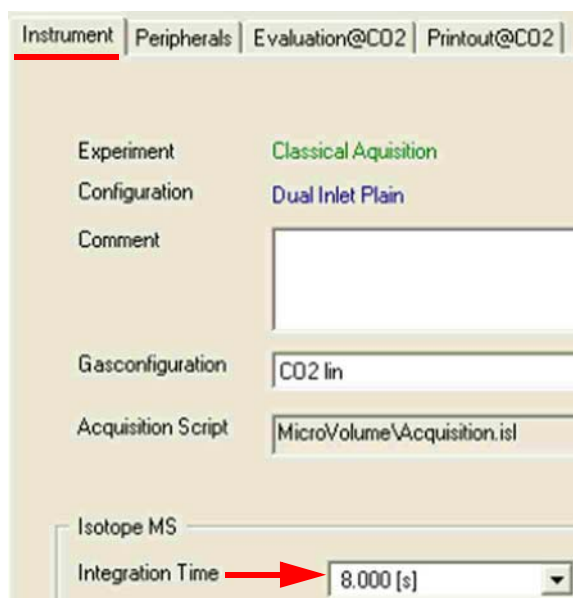 Instrument Peripherals Evaluation@CO2 Printout@CO2
Experiment Classical Aquisition
Configuration Dual Inlet Plain
Comment
Gasconfiguration CO2 lin
Acquisition Script MicroVolume\Acquisition.isl
Isotope MS
Integration Time 8.000 [s]